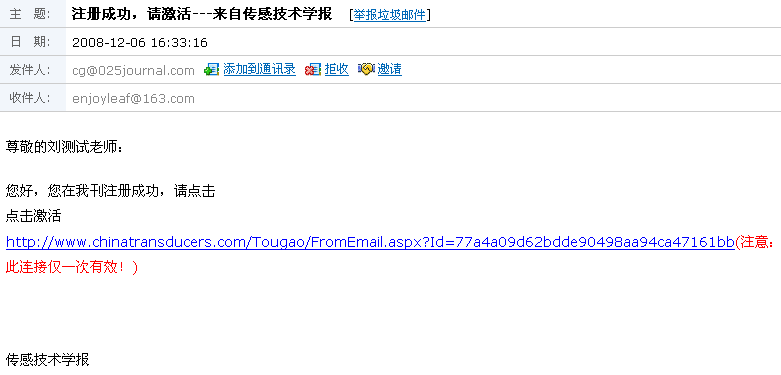 主 题： 注册成功，请激活---来自传感技术学报 [举报垃圾邮件]
日 期： 2008-12-06 16:33:16
发件人： cg@025journal.com 添加到通讯录 拒收 邀请
收件人： enjoyleaf@163.com
尊敬的刘测试老师：
您好，您在我刊注册成功，请点击
点击激活
http://www.chinatransducers.com/Tougao/FromEmail.aspx?Id=77a4a09d62bdde90498aa94ca47161bb(注意：
此连接仅一次有效！)
传感技术学报